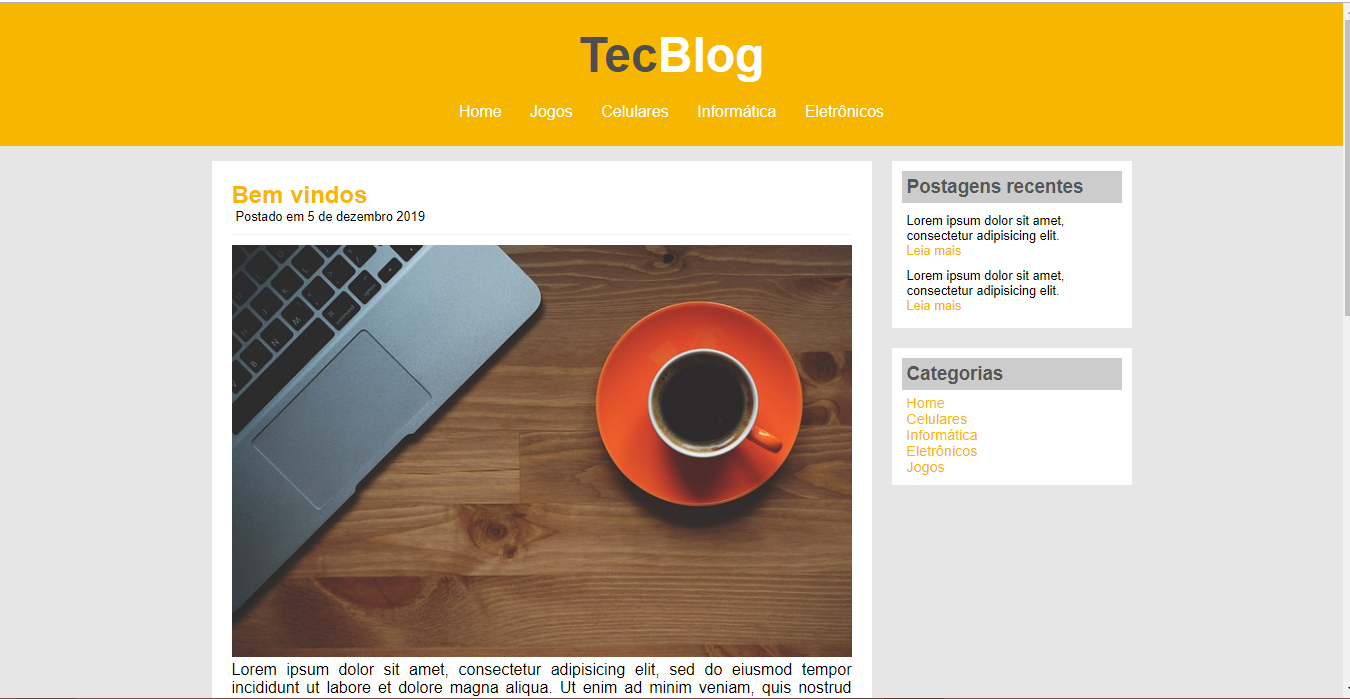 TecBlog
Home Jogos Celulares Informática Eletrônicos
Bem vindos
Postado em 5 de dezembro 2019
Lorem ipsum dolor sit amet, consectetur adipisicing elit, sed do eiusmod tempor
incididunt ut labore et dolore magna aliqua. Ut enim ad minim veniam, quis nostrud
Postagens recentes
Lorem ipsum dolor sit amet,
consectetur adipisicing elit.
Leia mais
Lorem ipsum dolor sit amet,
consectetur adipisicing elit.
Leia mais
Categorias
Home
Celulares
Informática
Eletrônicos
Jogos